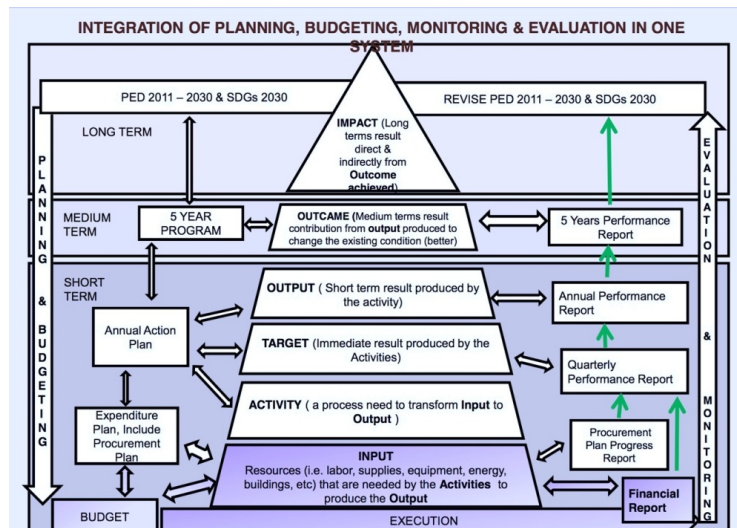 INTEGRATION OF PLANNING, BUDGETING, MONITORING & EVALUATION IN ONE
SYSTEM
PED 2011 – 2030 & SDGs 2030
REVISE PED 2011 – 2030 & SDGs 2030
LONG TERM
IMPACT (Long
terms result
direct &
indirectly from
Outcome
achieved)
MEDIUM
TERM
5 YEAR
PROGRAM
OUTCAME (Medium terms result
contribution from output produced to
change the existing condition (better)
5 Years Performance
Report
SHORT
TERM
OUTPUT ( Short term result produced by
the activity)
Annual Performance
Report
Annual Action
Plan
TARGET (Immediate result produced by the
Activities)
Quarterly
Performance Report
ACTIVITY ( a process need to transform Input to
Output )
Expenditure
Plan, Include
Procurement
Plan
Procurement
Plan Progress
Report
INPUT
Resources (i.e. labor, supplies, equipment, energy,
buildings, etc) that are needed by the Activities to
produce the Output
Financial
Report
BUDGET
EXECUTION
PLANNING & BUDGETING
EVALUATION & MONITORING